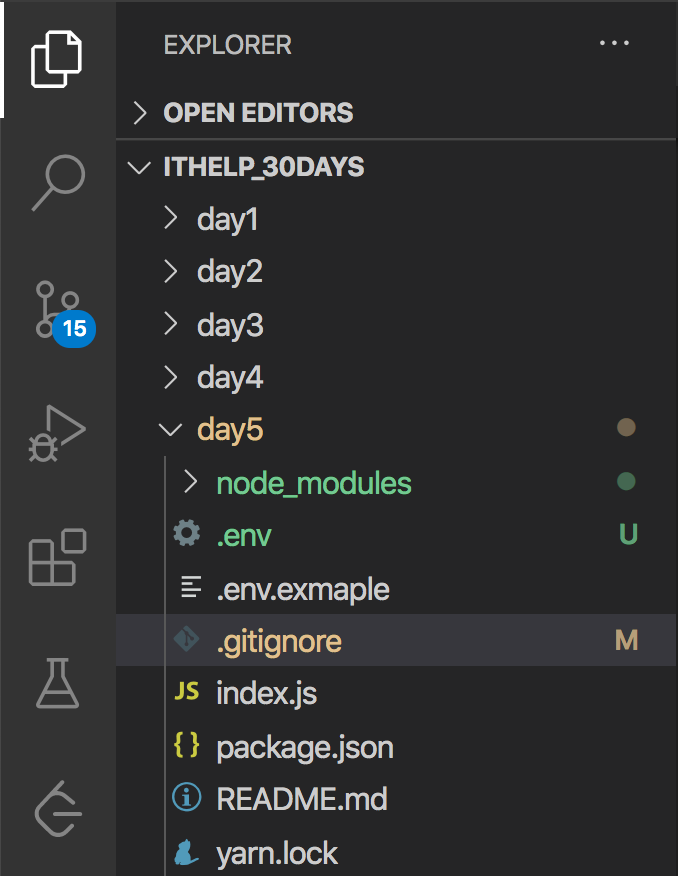 EXPLORER
OPEN EDITORS
ITHELP_30DAYS
day1
day2
15
day3
day4
day5
node_modules
.env U
.env.exmaple
.gitignore M
JS index.js
{} package.json
README.md
yarn.lock